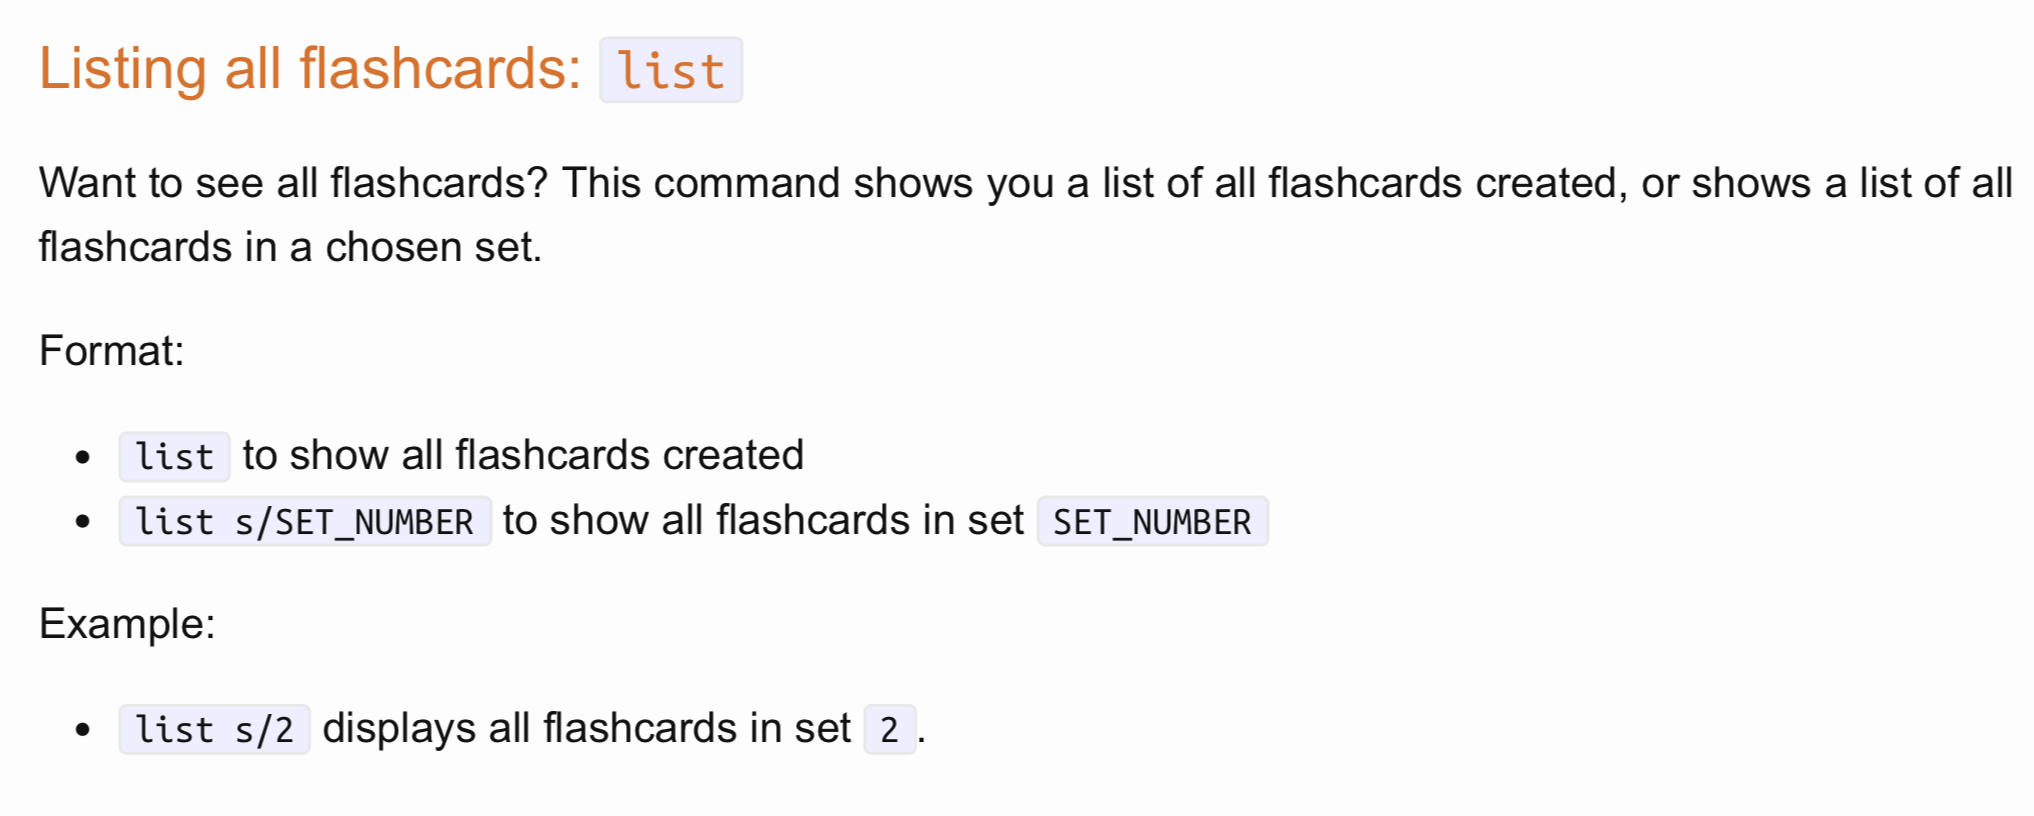 Listing all flashcards: list
Want to see all flashcards? This command shows you a list of all flashcards created, or shows a list of all
flashcards in a chosen set.
Format:
• list to show all flashcards created
• list s/SET_NUMBER to show all flashcards in set SET_NUMBER
Example:
• list s/2 displays all flashcards in set 2.